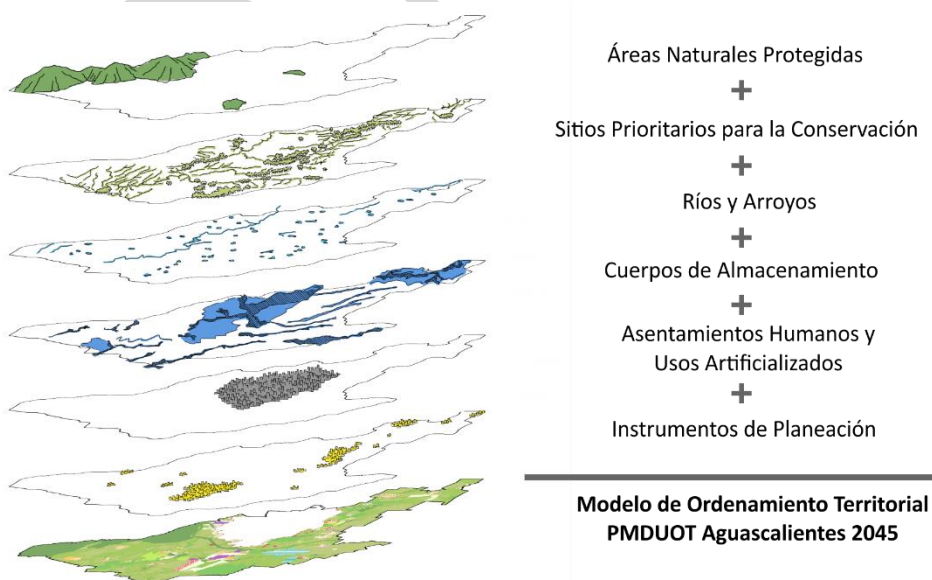 Áreas Naturales Protegidas
+
Sitios Prioritarios para la Conservación
+
Ríos y Arroyos
+
Cuerpos de Almacenamiento
+
Asentamientos Humanos y
Usos Artificializados
+
Instrumentos de Planeación
Modelo de Ordenamiento Territorial
PMDUOT Aguascalientes 2045